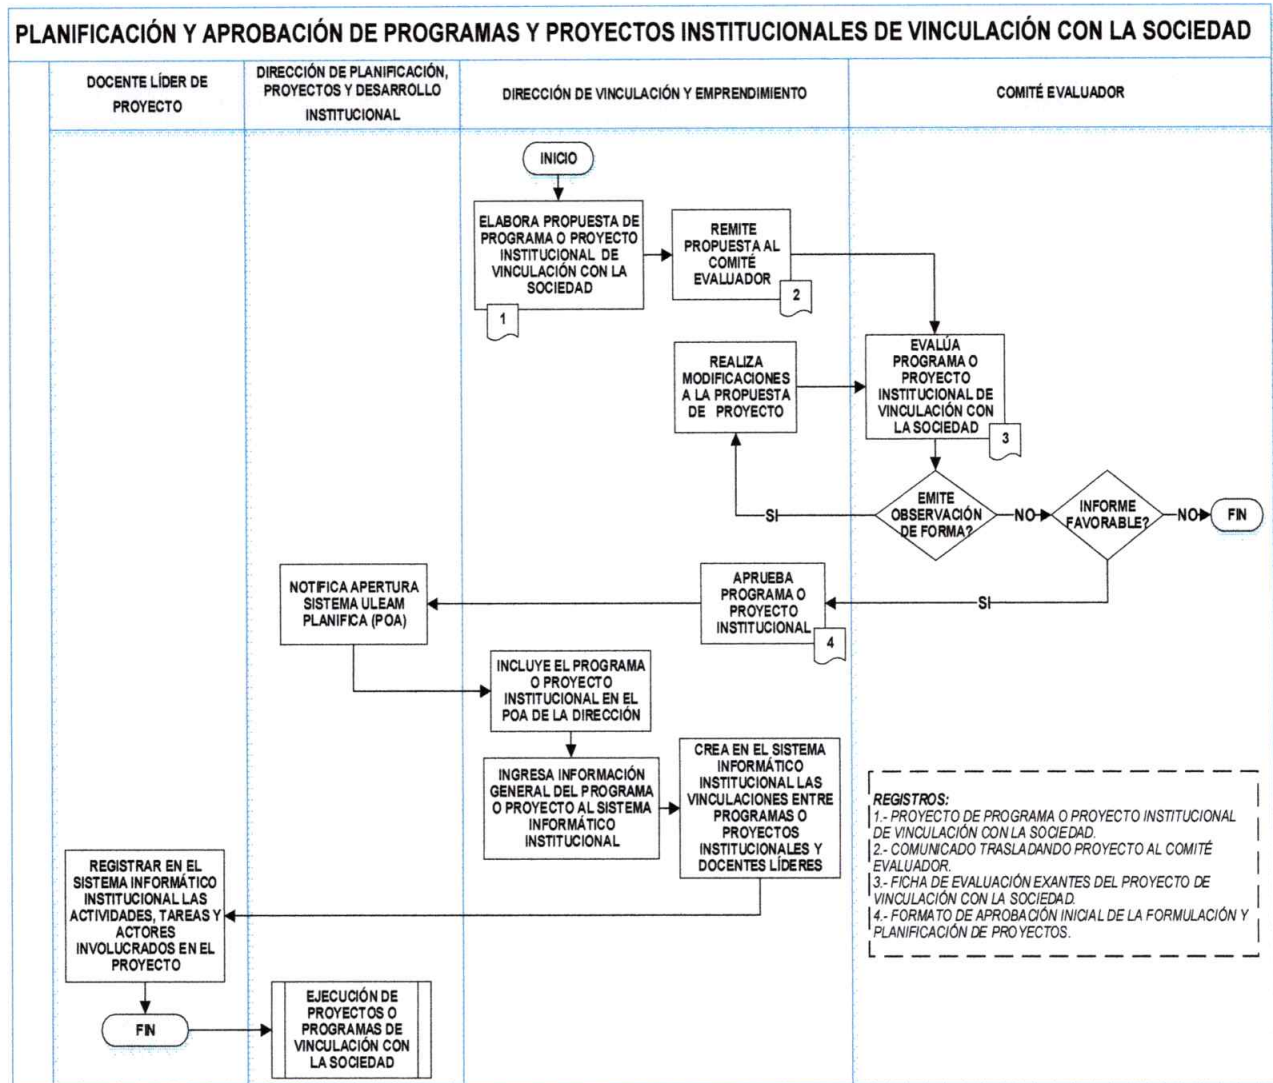 PLANIFICACIÓN Y APROBACIÓN DE PROGRAMAS Y PROYECTOS INSTITUCIONALES DE VINCULACIÓN CON LA SOCIEDAD
DOCENTE LÍDER DE
PROYECTO
DIRECCIÓN DE PLANIFICACIÓN,
PROYECTOS Y DESARROLLO
INSTITUCIONAL
DIRECCIÓN DE VINCULACIÓN Y EMPRENDIMIENTO
COMITÉ EVALUADOR
INICIO
ELABORA PROPUESTA DE
PROGRAMA O PROYECTO
INSTITUCIONAL DE
VINCULACIÓN CON LA
SOCIEDAD
1
REMITE
PROPUESTA AL
COMITÉ
EVALUADOR
2
EVALÚA
PROGRAMA O
PROYECTO
INSTITUCIONAL DE
VINCULACIÓN CON
LA SOCIEDAD
3
REALIZA
MODIFICACIONES
A LA PROPUESTA
DE PROYECTO
EMITE
OBSERVACIÓN
DE FORMA?
SI
NO
INFORME
FAVORABLE?
NO
FIN
SI
APRUEBA
PROGRAMA O
PROYECTO
INSTITUCIONAL
4
NOTIFICA APERTURA
SISTEMA ULEAM
PLANIFICA (POA)
INCLUYE EL PROGRAMA
O PROYECTO
INSTITUCIONAL EN EL
POA DE LA DIRECCIÓN
INGRESA INFORMACIÓN
GENERAL DEL PROGRAMA
O PROYECTO AL SISTEMA
INFORMÁTICO
INSTITUCIONAL
CREA EN EL SISTEMA
INFORMÁTICO
INSTITUCIONAL LAS
VINCULACIONES ENTRE
PROGRAMAS O
PROYECTOS
INSTITUCIONALES Y
DOCENTES LÍDERES
REGISTRAR EN EL
SISTEMA INFORMÁTICO
INSTITUCIONAL LAS
ACTIVIDADES, TAREAS Y
ACTORES
INVOLUCRADOS EN EL
PROYECTO
FIN
EJECUCIÓN DE
PROYECTOS O
PROGRAMAS DE
VINCULACIÓN CON
LA SOCIEDAD
REGISTROS:
1.- PROYECTO DE PROGRAMA O PROYECTO INSTITUCIONAL
DE VINCULACIÓN CON LA SOCIEDAD.
2.- COMUNICADO TRASLADANDO PROYECTO AL COMITÉ
EVALUADOR.
3.- FICHA DE EVALUACIÓN EXANTES DEL PROYECTO DE
VINCULACIÓN CON LA SOCIEDAD.
4.- FORMATO DE APROBACIÓN INICIAL DE LA FORMULACIÓN Y
PLANIFICACIÓN DE PROYECTOS.